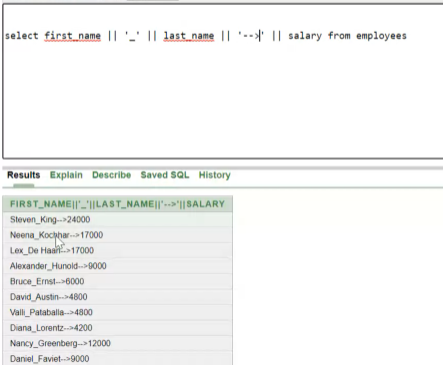 select first_name || '_' || last_name || '-->' || salary from employees
Results Explain Describe Saved SQL History
FIRST_NAME||'_'||LAST_NAME||'-->'||SALARY
Steven_King-->24000
Neena_Kochhar-->17000
Lex_De Haan-->17000
Alexander_Hunold-->9000
Bruce_Ernst-->6000
David_Austin-->4800
Valli_Pataballa-->4800
Diana_Lorentz-->4200
Nancy_Greenberg-->12000
Daniel_Faviet-->9000